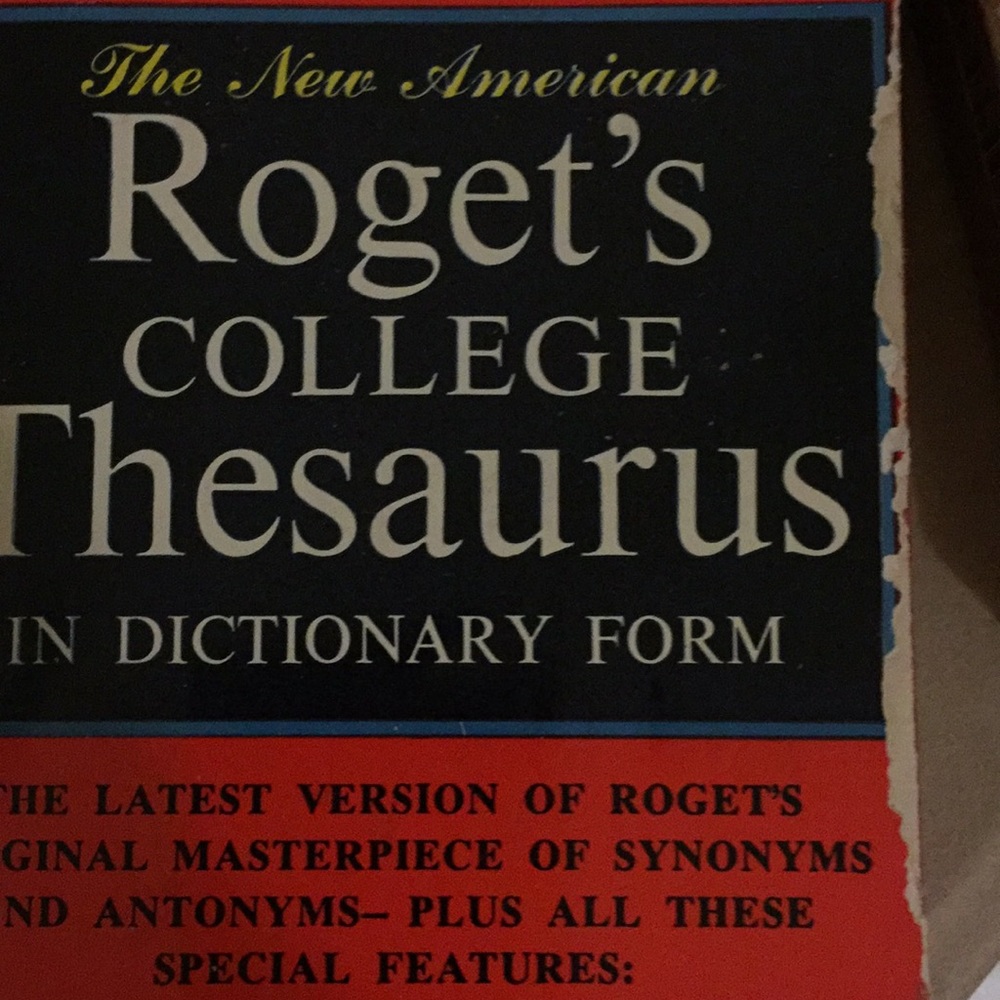 The New American
Roget's
COLLEGE
Thesaurus
IN DICTIONARY FORM
THE LATEST VERSION OF ROGET'S
GINAL MASTERPIECE OF SYNONYMS
ND ANTONYMS— PLUS ALL THESE
SPECIAL FEATURES: